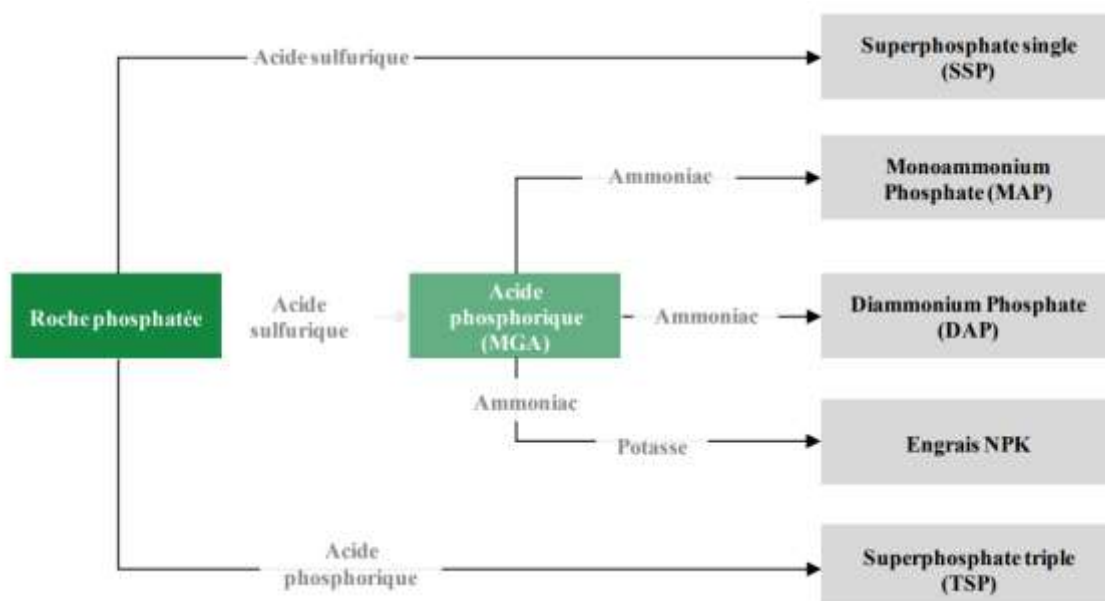 Acide sulfurique
Superphosphate single
(SSP)
Ammoniac
Monoammonium
Phosphate (MAP)
Roche phosphatée
Acide
sulfurique
Acide
phosphorique
(MGA)
Ammoniac
Diammonium Phosphate
(DAP)
Ammoniac
Potasse
Engrais NPK
Acide
phosphorique
Superphosphate triple
(TSP)